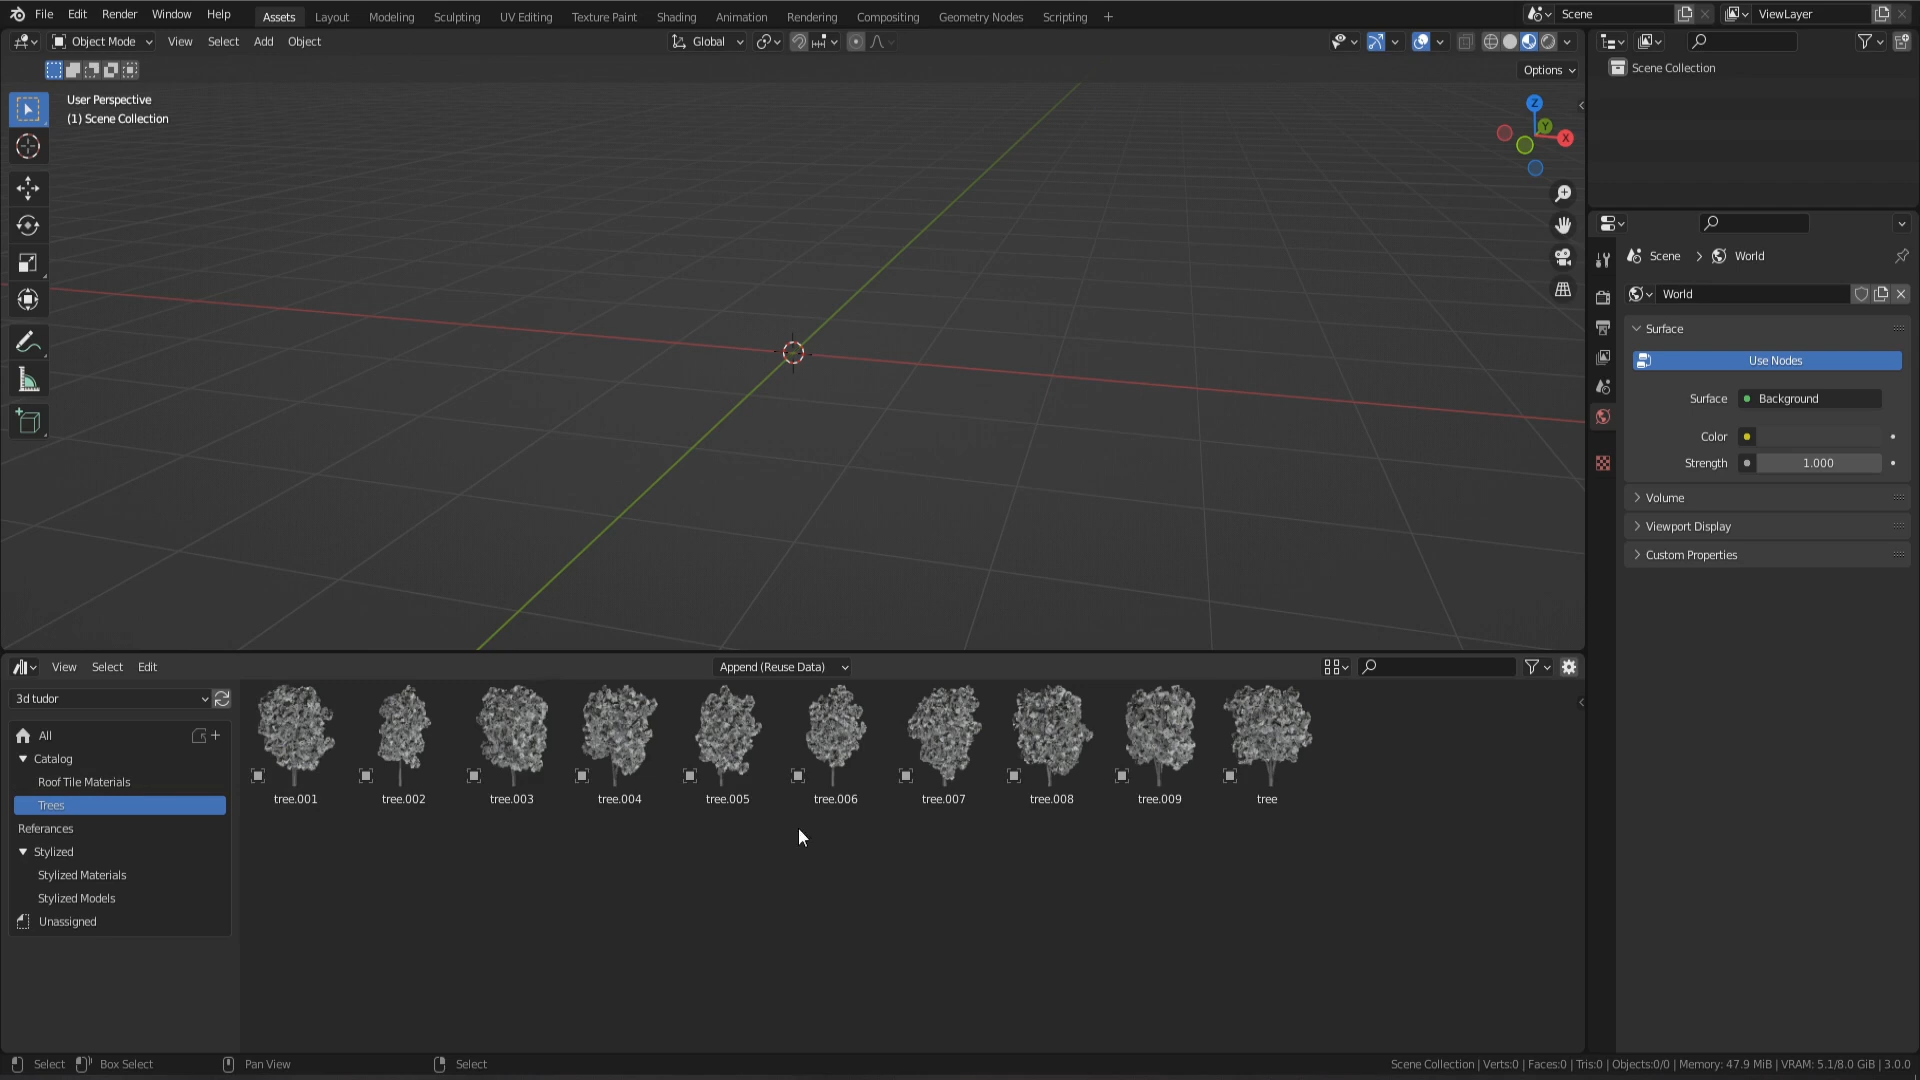 File Edit Render Window Help Assets Layout Modeling Sculpting UV Editing Texture Paint Shading Animation Rendering Compositing Geometry Nodes Scripting + Scene ViewLayer
Object Mode View Select Add Object Global
Options
User Perspective
(1) Scene Collection
Z
Y
X
Scene Collection
Scene > World
World
Surface
Use Nodes
Surface Background
Color
Strength 1.000
Volume
Viewport Display
Custom Properties
View Select Edit Append (Reuse Data)
3d tudor
All
Catalog
Roof Tile Materials
Trees
Referances
Stylized
Stylized Materials
Stylized Models
Unassigned
tree.001 tree.002 tree.003 tree.004 tree.005 tree.006 tree.007 tree.008 tree.009 tree
Select Box Select Pan View Select Scene Collection | Verts:0 | Faces:0 | Tris:0 | Objects:0/0 | Memory: 47.9 MiB | VRAM: 5.1/8.0 GiB | 3.0.0